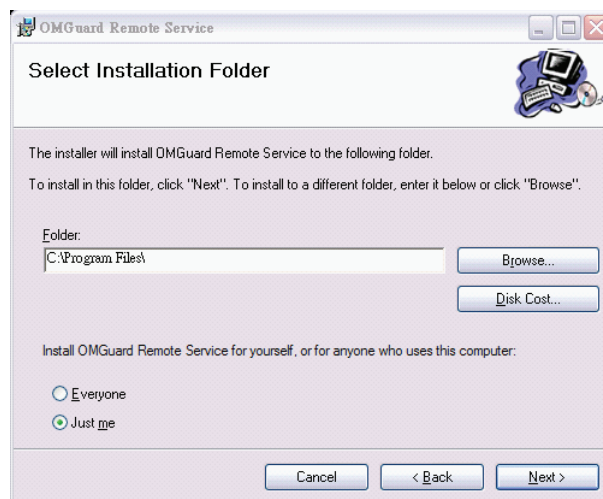 OMGuard Remote Service
Select Installation Folder
The installer will install OMGuard Remote Service to the following folder.
To install in this folder, click "Next". To install to a different folder, enter it below or click "Browse".
Folder:
C:\Program Files\
Browse...
Disk Cost...
Install OMGuard Remote Service for yourself, or for anyone who uses this computer:
Everyone
Just me
Cancel
< Back
Next >